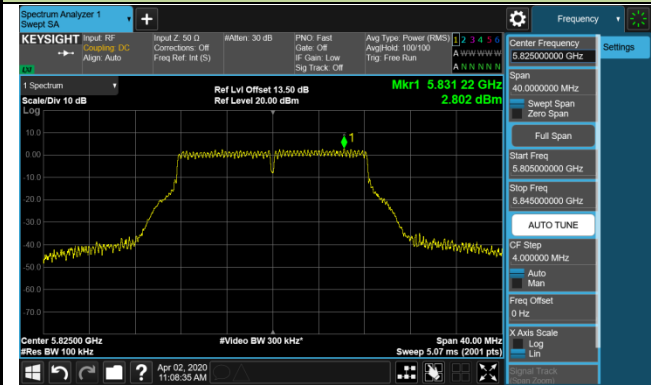 Spectrum Analyzer 1
Swept SA
Frequency
KEYSIGHT
Input: RF
Coupling: DC
Align: Auto
Input Z: 50 Ω
Corrections: Off
Freq Ref: Int (S)
#Atten: 30 dB
PNO: Fast
Gate: Off
IF Gain: Low
Sig Track: Off
Avg Type: Power (RMS)
Avg|Hold: 100/100
Trig: Free Run
1 2 3 4 5 6
A W W W W W
A N N N N N
1 Spectrum
Scale/Div 10 dB
Ref Lvl Offset 13.50 dB
Ref Level 20.00 dBm
Mkr1 5.831 22 GHz
2.802 dBm
Log
10.0
0.00
-10.0
-20.0
-30.0
-40.0
-50.0
-60.0
-70.0
1
Center 5.82500 GHz
#Res BW 100 kHz
#Video BW 300 kHz*
Span 40.00 MHz
Sweep 5.07 ms (2001 pts)
Apr 02, 2020
11:08:35 AM
Center Frequency
5.825000000 GHz
Settings
Span
40.0000000 MHz
Swept Span
Zero Span
Full Span
Start Freq
5.805000000 GHz
Stop Freq
5.845000000 GHz
AUTO TUNE
CF Step
4.000000 MHz
Auto
Man
Freq Offset
0 Hz
X Axis Scale
Log
Lin
Signal Track
(Span Zoom)